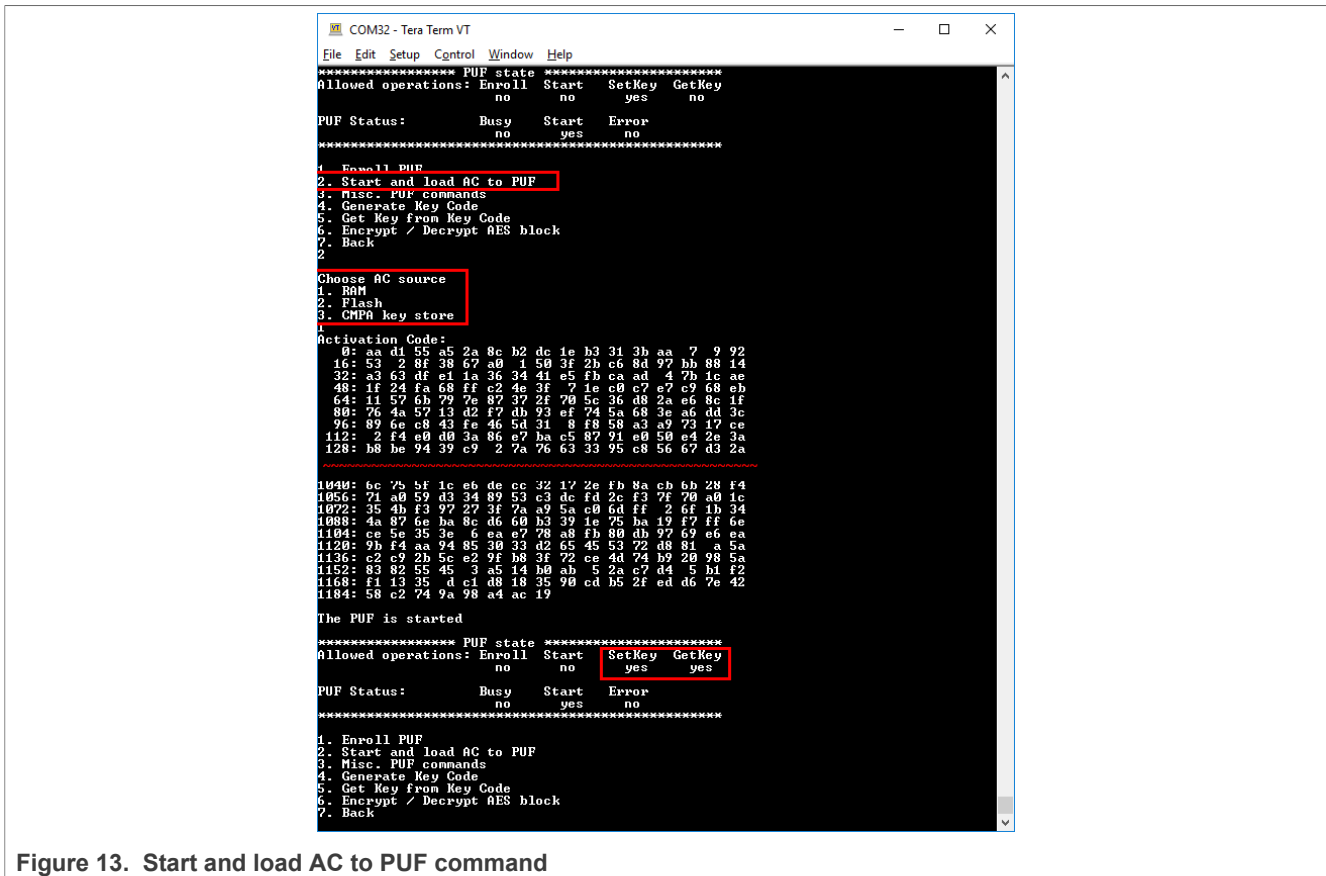 COM32 - Tera Term VT
File Edit Setup Control Window Help
****************** PUF state ***********************
Allowed operations: Enroll Start SetKey GetKey
no no yes no
PUF Status: Busy Start Error
no yes no
****************************************************
1. Enroll PUF
2. Start and load AC to PUF
3. Misc. PUF commands
4. Generate Key Code
5. Get Key from Key Code
6. Encrypt / Decrypt AES block
7. Back
2
Choose AC source
1. RAM
2. Flash
3. CMPA key store
1
Activation Code:
0: aa d1 55 a5 2a 8c b2 dc 1e b3 31 3b aa 7 9 92
16: 53 2 8f 38 67 a0 1 50 3f 2b c6 8d 97 bb 88 14
32: a3 63 df e1 1a 36 34 41 e5 fb ca ad 4 7b 1c ae
48: 1f 24 fa 68 ff c2 4e 3f 7 1e c0 c7 e7 c9 68 eb
64: 11 57 6b 79 7e 87 37 2f 70 5c 36 d8 2a e6 8c 1f
80: 76 4a 57 13 d2 f7 db 93 ef 74 5a 68 3e a6 dd 3c
96: 89 6e c8 43 fe 46 5d 31 8 f8 58 a3 a9 73 17 ce
112: 2 f4 e0 d0 3a 86 e7 ba c5 87 91 e0 50 e4 2e 3a
128: b8 be 94 39 c9 2 7a 76 63 33 95 c8 56 67 d3 2a
1040: 6c 75 5f 1c e6 de cc 32 17 2e fb 8a cb 6b 28 f4
1056: 71 a0 59 d3 34 89 53 c3 dc fd 2c f3 7f 70 a0 1c
1072: 35 4b f3 97 27 3f 7a a9 5a c0 6d ff 2 6f 1b 34
1088: 4a 87 6e ba 8c d6 60 b3 39 1e 75 ba 19 f7 ff 6e
1104: ce 5e 35 3e 6 ea e7 78 a8 fb 80 db 97 69 e6 ea
1120: 9b f4 aa 94 85 30 33 d2 65 45 53 72 d8 81 a 5a
1136: c2 c9 2b 5c e2 9f b8 3f 72 ce 4d 74 b9 20 98 5a
1152: 83 82 55 45 3 a5 14 b0 ab 5 2a c7 d4 5 b1 f2
1168: f1 13 35 d c1 d8 18 35 90 cd b5 2f ed d6 7e 42
1184: 58 c2 74 9a 98 a4 ac 19
The PUF is started
****************** PUF state ***********************
Allowed operations: Enroll Start SetKey GetKey
no no yes yes
PUF Status: Busy Start Error
no yes no
****************************************************
1. Enroll PUF
2. Start and load AC to PUF
3. Misc. PUF commands
4. Generate Key Code
5. Get Key from Key Code
6. Encrypt / Decrypt AES block
7. Back
Figure 13. Start and load AC to PUF command